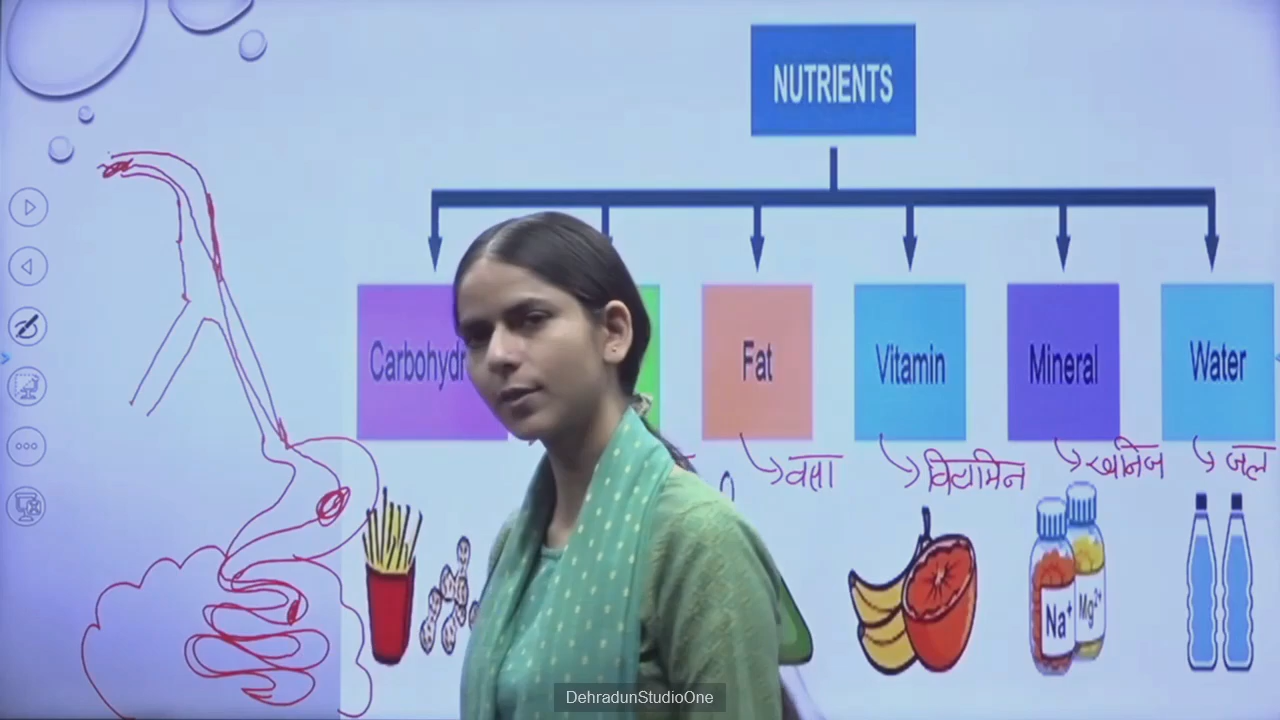 NUTRIENTS
Carbohydr
Fat
Vitamin
Mineral
Water
वसा
विटामिन
खनिज
जल
Na+
Mg2+
DehradunStudioOne